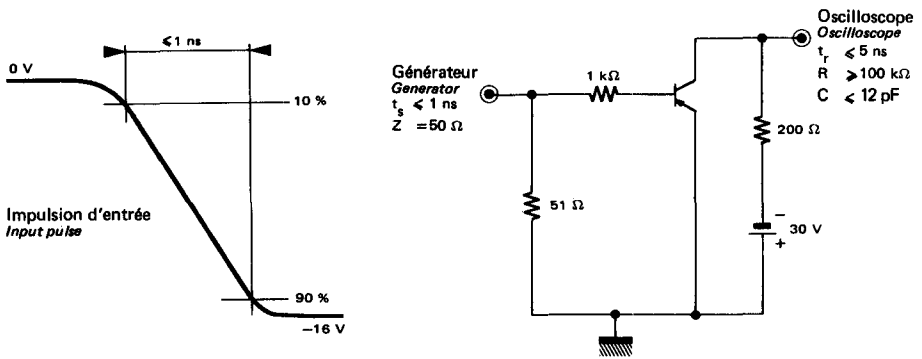 ⩽1 ns
0 V
10 %
Impulsion d'entrée
Input pulse
90 %
−16 V
Générateur
Generator
ts ⩽ 1 ns
Z = 50 Ω
1 kΩ
51 Ω
Oscilloscope
Oscilloscope
tr ⩽ 5 ns
R ⩾ 100 kΩ
C ⩽ 12 pF
200 Ω
−
30 V
+